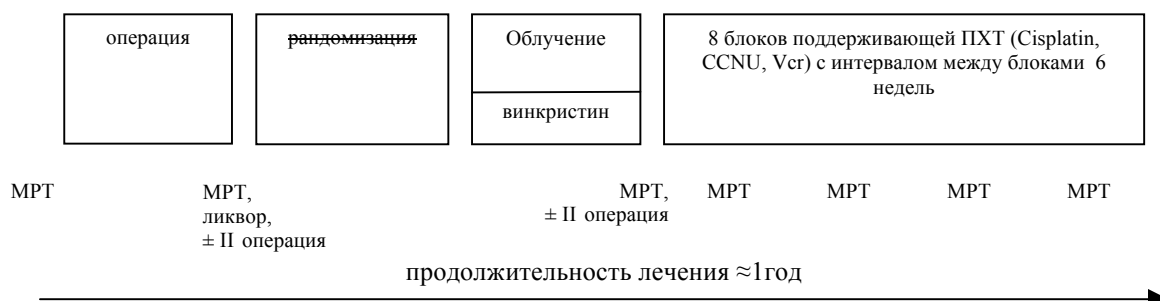 операция
рандомизация
Облучение
винкристин
8 блоков поддерживающей ПХТ (Cisplatin,
CCNU, Vcr) с интервалом между блоками 6
недель
МРТ
МРТ,
ликвор,
± II операция
МРТ,
± II операция
МРТ
МРТ
МРТ
МРТ
продолжительность лечения ≈1год